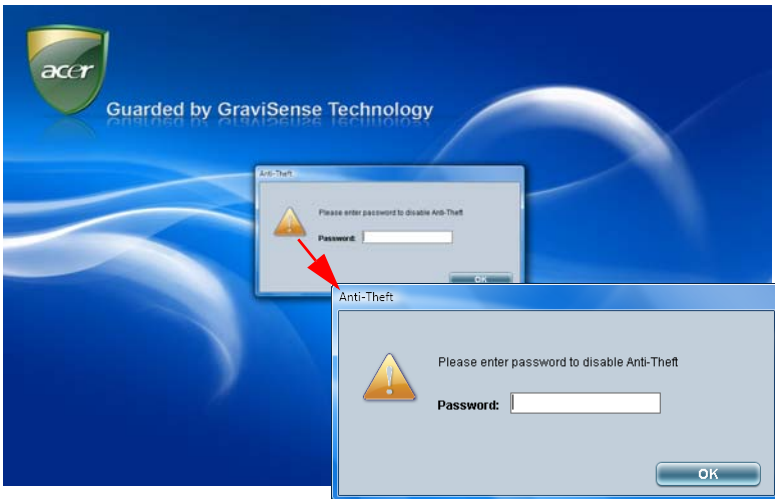 acer
Guarded by GraviSense Technology
Anti-Theft
Please enter password to disable Anti-Theft
Password:
OK
Anti-Theft
Please enter password to disable Anti-Theft
Password:
OK